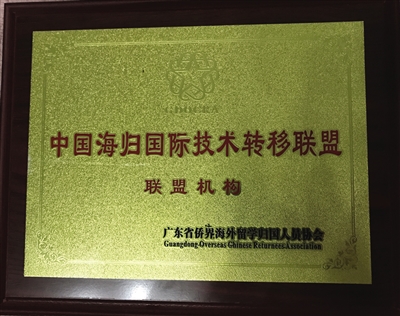 GDOCRA
中国海归国际技术转移联盟
联盟机构
广东省侨界海外留学归国人员协会
Guangdong Overseas Chinese Returnees Association